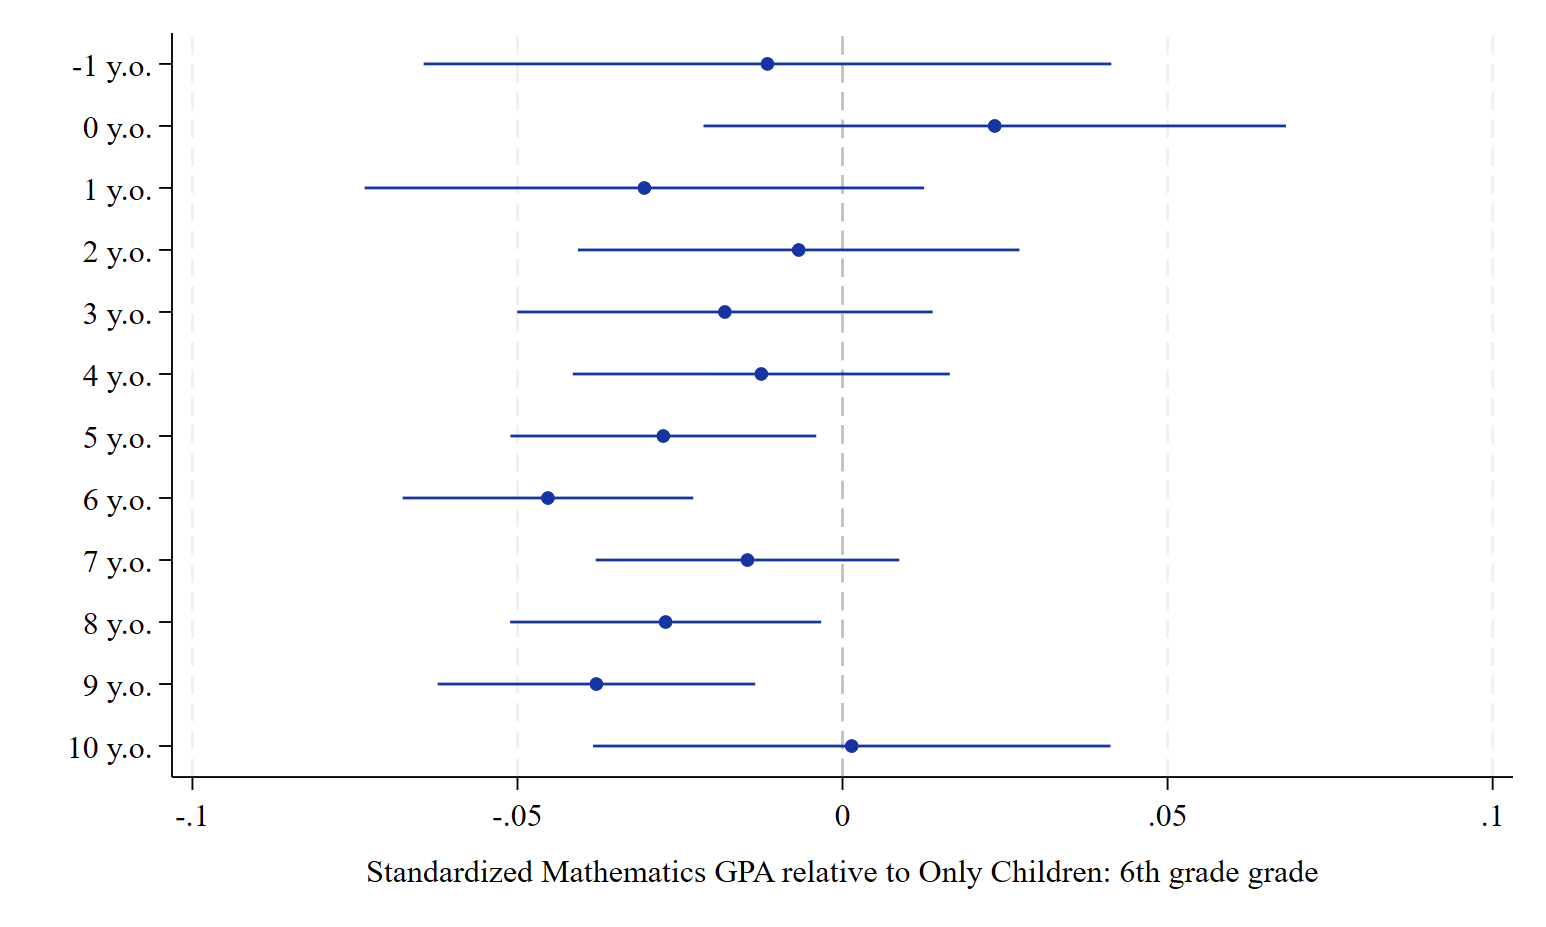 -1 y.o.
0 y.o.
1 y.o.
2 y.o.
3 y.o.
4 y.o.
5 y.o.
6 y.o.
7 y.o.
8 y.o.
9 y.o.
10 y.o.
-.1 -.05 0 .05 .1
Standardized Mathematics GPA relative to Only Children: 6th grade grade